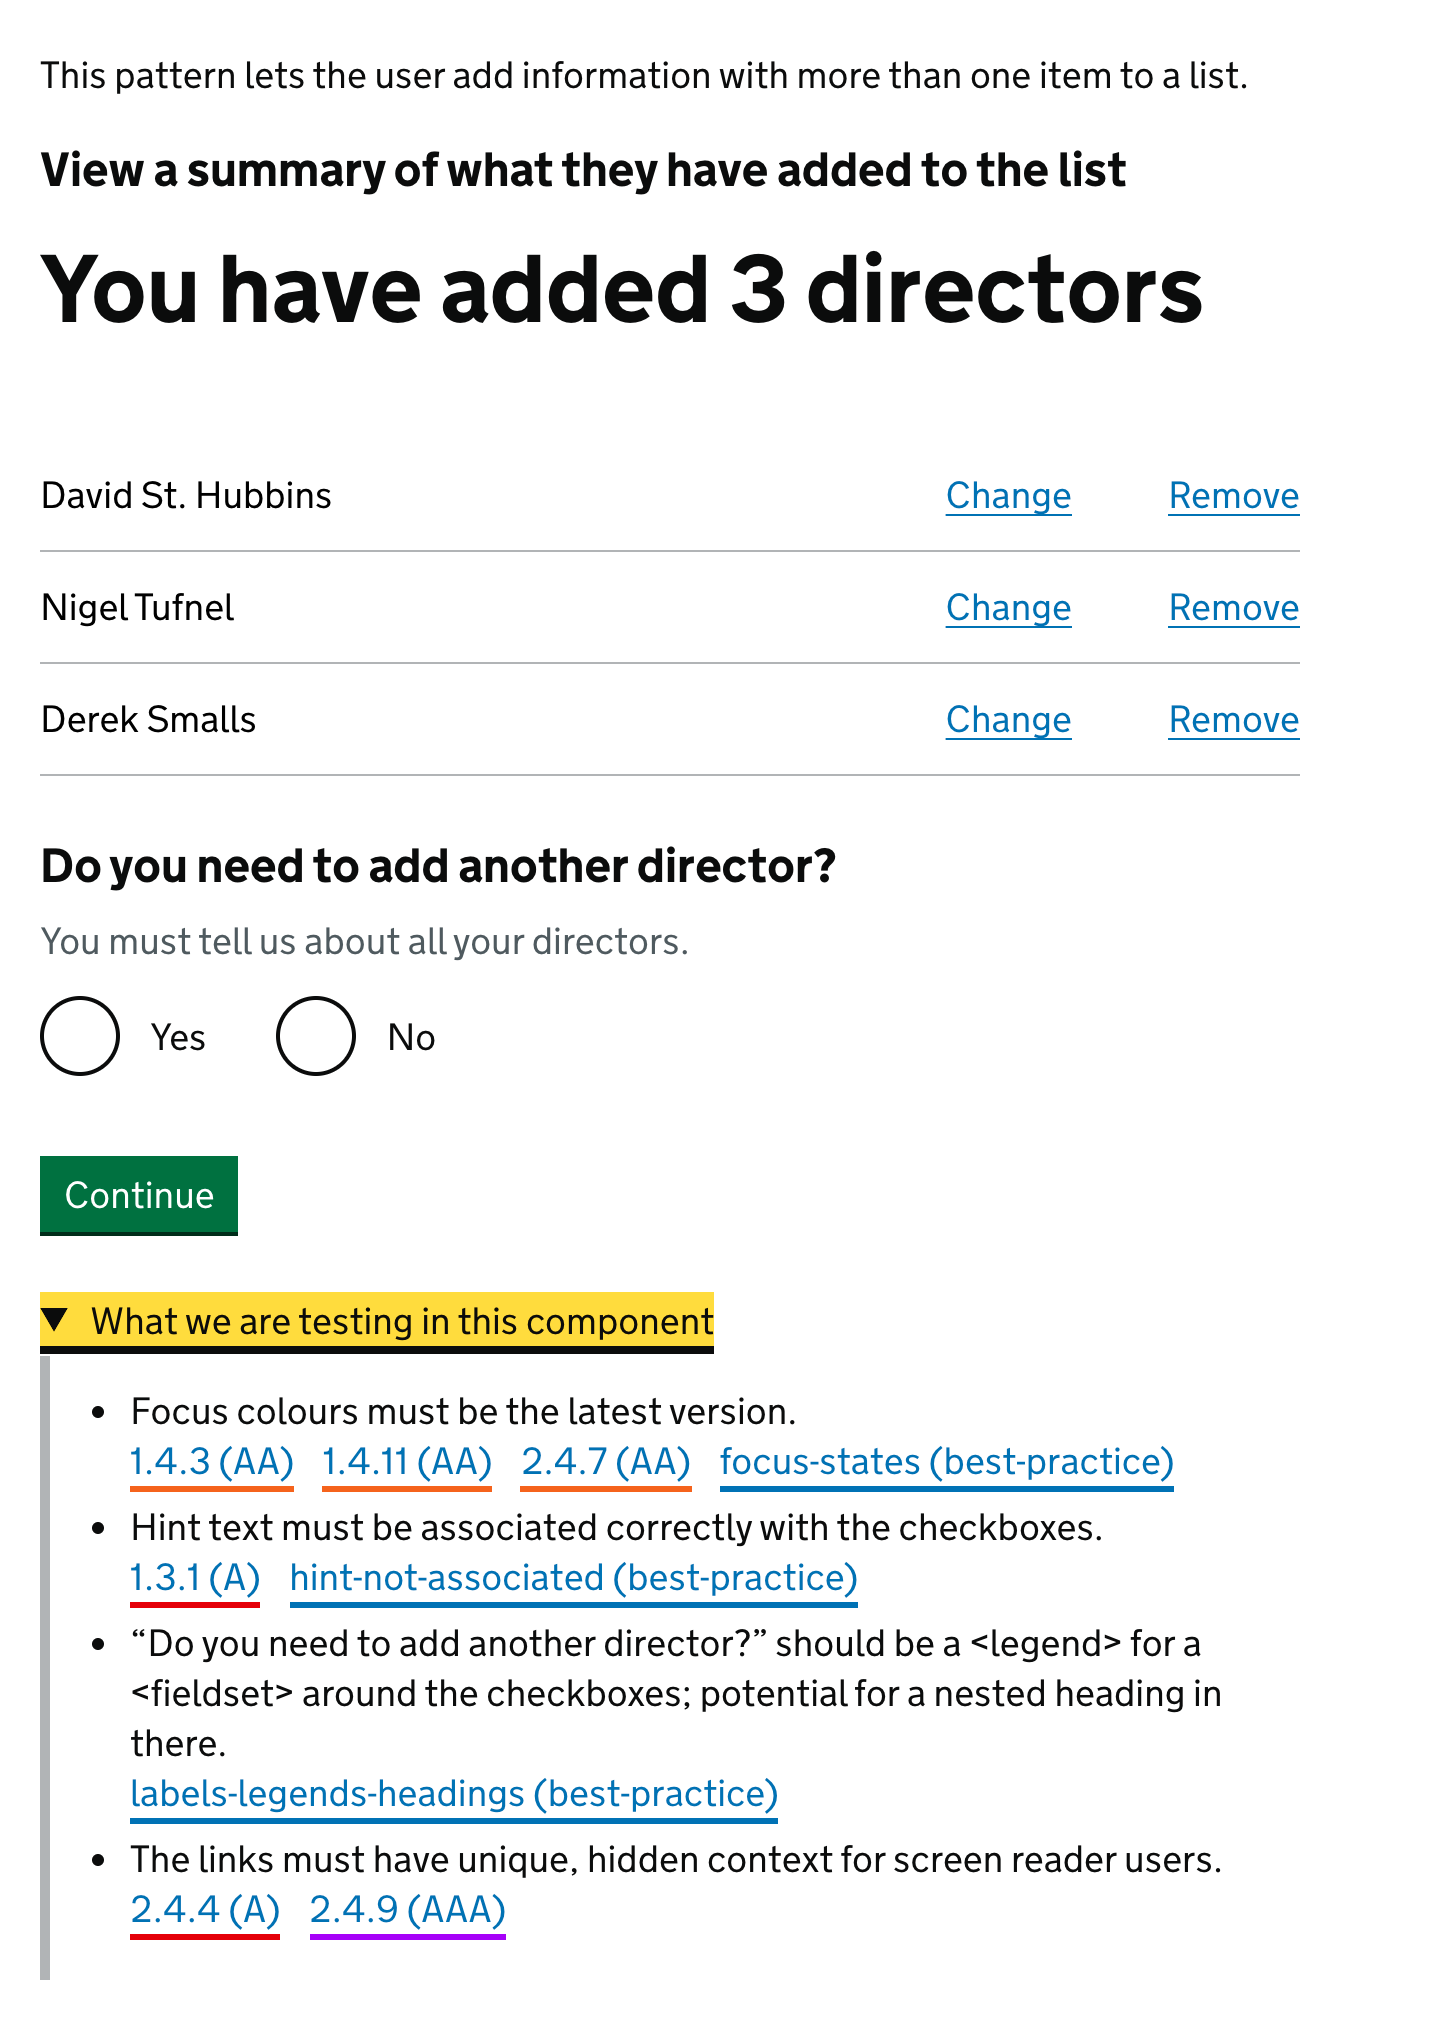 This pattern lets the user add information with more than one item to a list.
View a summary of what they have added to the list
You have added 3 directors
David St. Hubbins Change Remove
Nigel Tufnel Change Remove
Derek Smalls Change Remove
Do you need to add another director?
You must tell us about all your directors.
Yes No
Continue
What we are testing in this component
Focus colours must be the latest version.
1.4.3 (AA) 1.4.11 (AA) 2.4.7 (AA) focus-states (best-practice)
Hint text must be associated correctly with the checkboxes.
1.3.1 (A) hint-not-associated (best-practice)
“Do you need to add another director?” should be a <legend> for a
<fieldset> around the checkboxes; potential for a nested heading in
there.
labels-legends-headings (best-practice)
The links must have unique, hidden context for screen reader users.
2.4.4 (A) 2.4.9 (AAA)